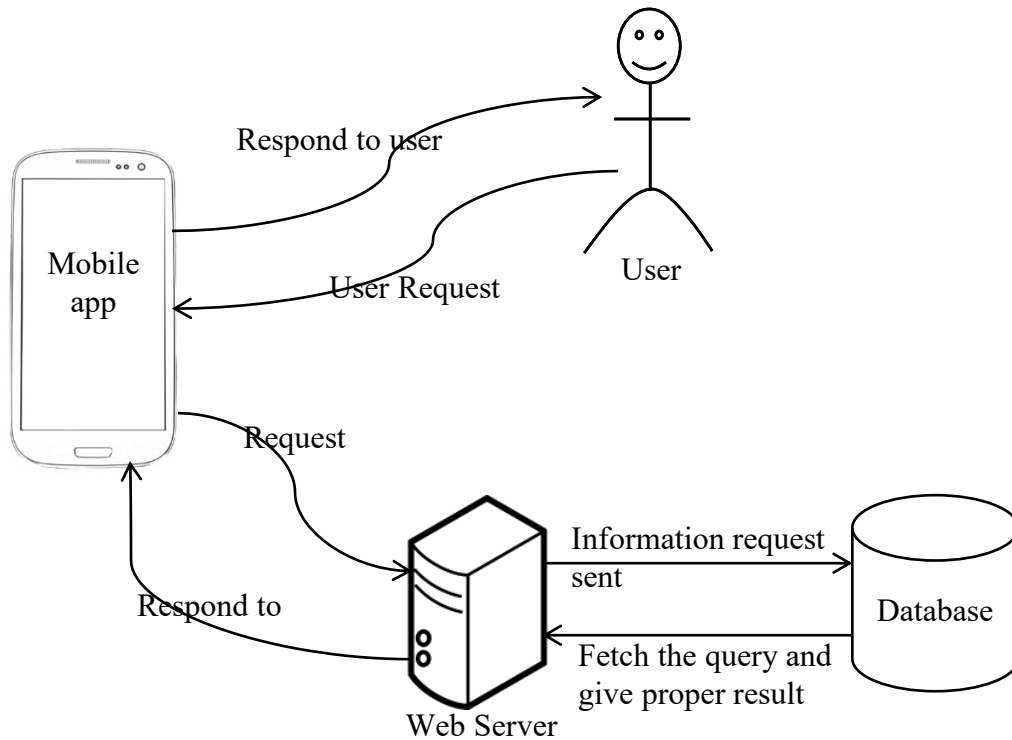 Respond to user
Mobile
app
User Request
User
Request
Information request
sent
Respond to
Database
Fetch the query and
give proper result
Web Server